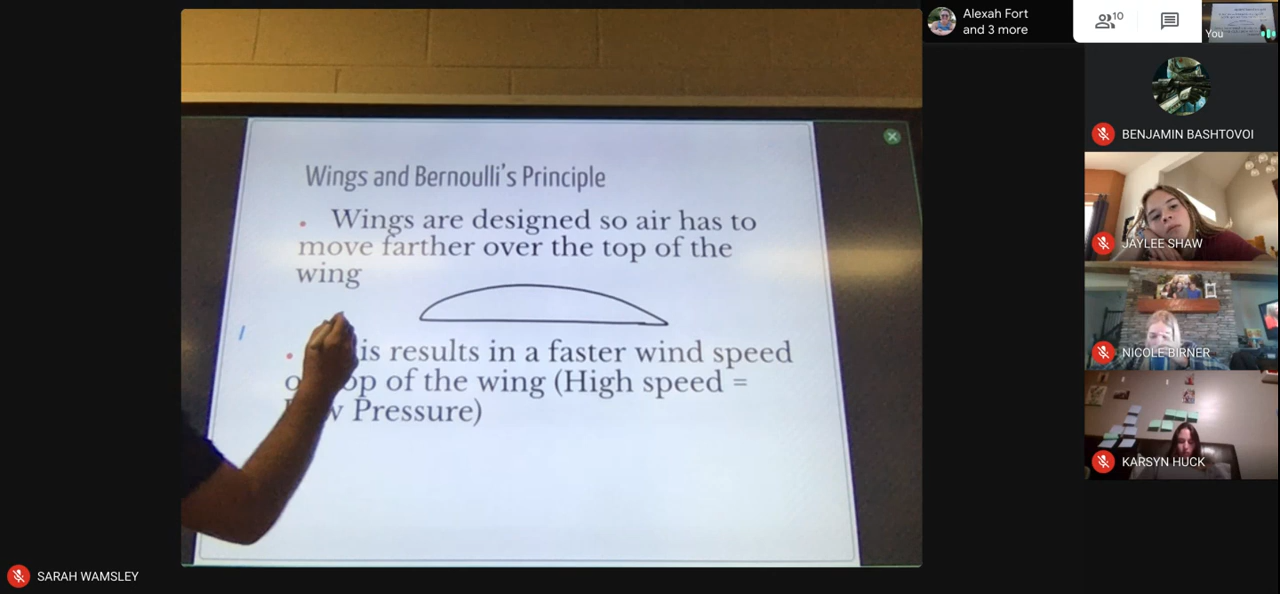 Alexah Fort
and 3 more
10
You
BENJAMIN BASHTOVOI
JAYLEE SHAW
NICOLE BIRNER
KARSYN HUCK
SARAH WAMSLEY
Wings and Bernoulli's Principle
• Wings are designed so air has to
move farther over the top of the
wing
• is results in a faster wind speed
op of the wing (High speed =
Pressure)